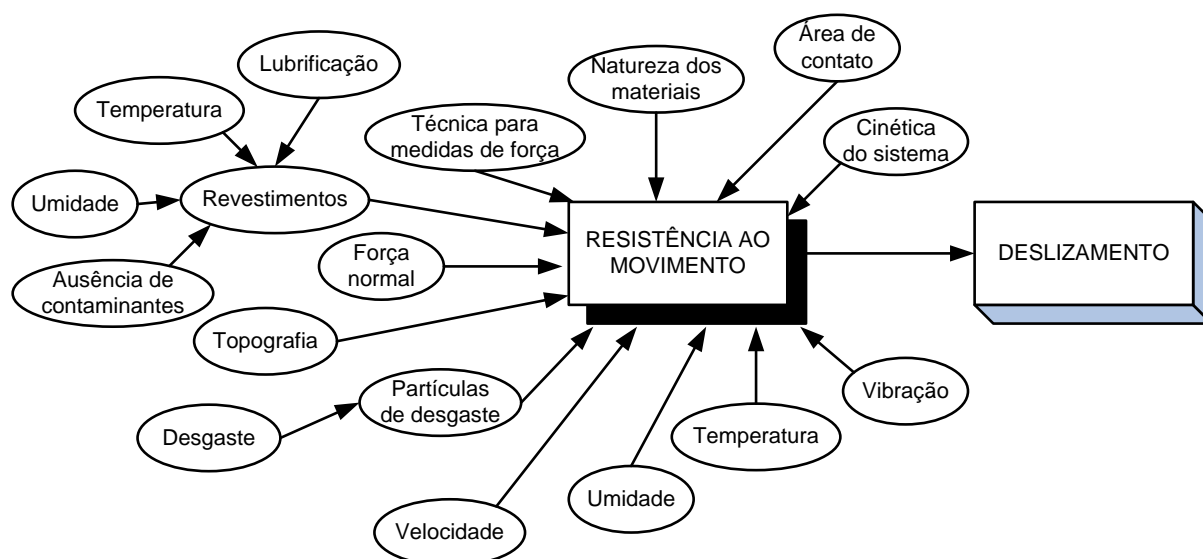 Lubrificação
Temperatura
Umidade
Revestimentos
Ausência de
contaminantes
Técnica para
medidas de força
Natureza dos
materiais
Área de
contato
Cinética
do sistema
Força
normal
Topografia
RESISTÊNCIA AO
MOVIMENTO
DESLIZAMENTO
Desgaste
Partículas
de desgaste
Velocidade
Umidade
Temperatura
Vibração